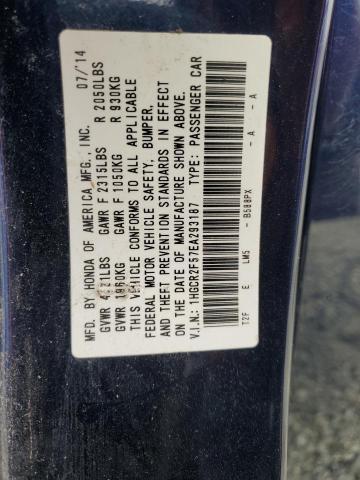 MFD. BY HONDA OF AMERICA MFG., INC. 07/'14
GVWR LBS GAWR F 2315LBS R 2050LBS
GVWR 1960KG GAWR F 1050KG R 930KG
THIS VEHICLE CONFORMS TO ALL APPLICABLE
FEDERAL MOTOR VEHICLE SAFETY, BUMPER,
AND THEFT PREVENTION STANDARDS IN EFFECT
ON THE DATE OF MANUFACTURE SHOWN ABOVE.
V.I.N.: 1HGCR2F57EA293187 TYPE: PASSENGER CAR
T2F E LM5 - B588PX - A - A